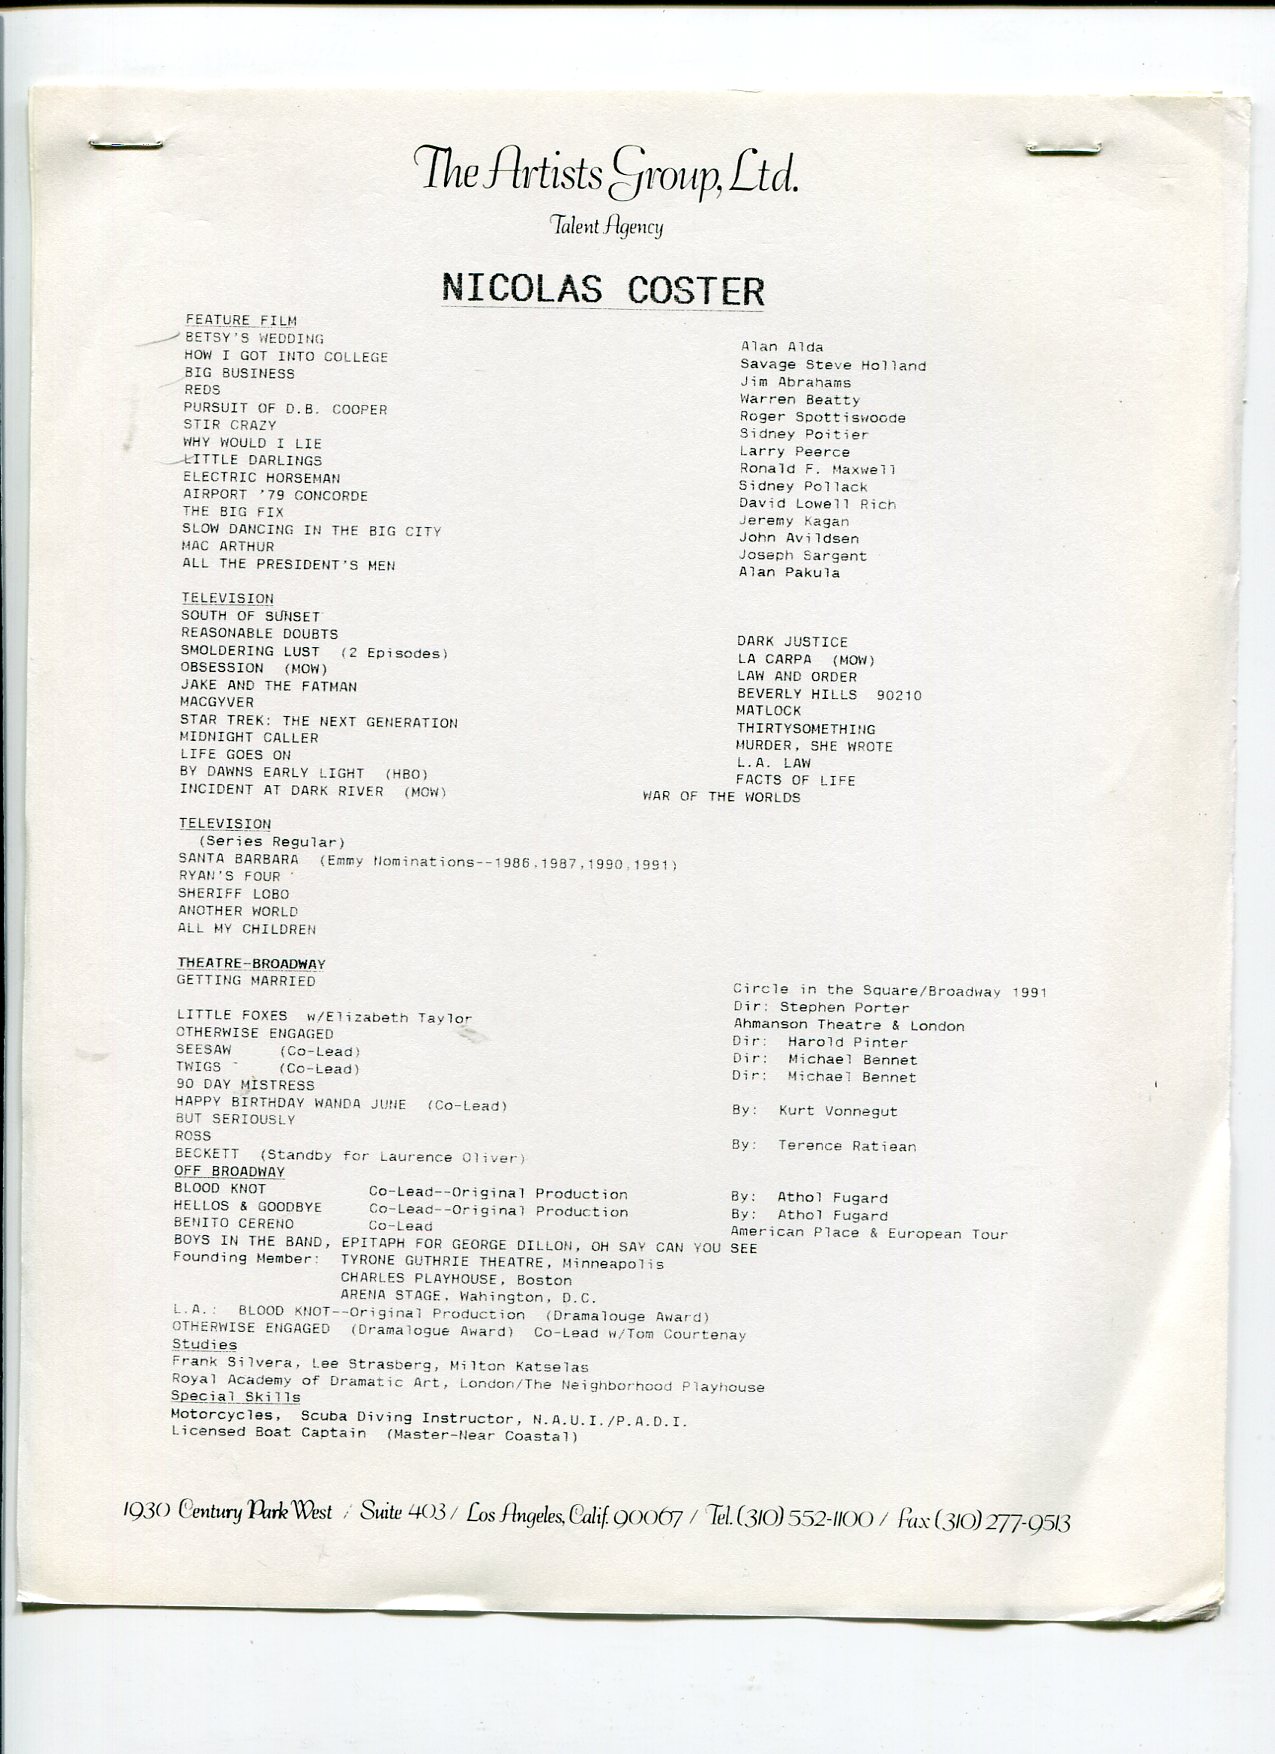 The Artists Group, Ltd.
Talent Agency
NICOLAS COSTER
FEATURE FILM
BETSY'S WEDDING Alan Alda
HOW I GOT INTO COLLEGE Savage Steve Holland
BIG BUSINESS Jim Abrahams
REDS Warren Beatty
PURSUIT OF D.B. COOPER Roger Spottiswoode
STIR CRAZY Sidney Poitier
WHY WOULD I LIE Larry Peerce
LITTLE DARLINGS Ronald F. Maxwell
ELECTRIC HORSEMAN Sidney Pollack
AIRPORT '79 CONCORDE David Lowell Rich
THE BIG FIX Jeremy Kagan
SLOW DANCING IN THE BIG CITY John Avildsen
MAC ARTHUR Joseph Sargent
ALL THE PRESIDENT'S MEN Alan Pakula
TELEVISION
SOUTH OF SUNSET
REASONABLE DOUBTS DARK JUSTICE
SMOLDERING LUST (2 Episodes) LA CARPA (MOW)
OBSESSION (MOW) LAW AND ORDER
JAKE AND THE FATMAN BEVERLY HILLS 90210
MACGYVER MATLOCK
STAR TREK: THE NEXT GENERATION THIRTYSOMETHING
MIDNIGHT CALLER MURDER, SHE WROTE
LIFE GOES ON L.A. LAW
BY DAWNS EARLY LIGHT (HBO) FACTS OF LIFE
INCIDENT AT DARK RIVER (MOW) WAR OF THE WORLDS
TELEVISION
(Series Regular)
SANTA BARBARA (Emmy Nominations--1986,1987,1990,1991)
RYAN'S FOUR
SHERIFF LOBO
ANOTHER WORLD
ALL MY CHILDREN
THEATRE-BROADWAY
GETTING MARRIED Circle in the Square/Broadway 1991
Dir: Stephen Porter
LITTLE FOXES w/Elizabeth Taylor Ahmanson Theatre & London
OTHERWISE ENGAGED Dir: Harold Pinter
SEESAW (Co-Lead) Dir: Michael Bennet
TWIGS (Co-Lead) Dir: Michael Bennet
90 DAY MISTRESS
HAPPY BIRTHDAY WANDA JUNE (Co-Lead) By: Kurt Vonnegut
BUT SERIOUSLY
ROSS By: Terence Ratiean
BECKETT (Standby for Laurence Oliver)
OFF BROADWAY
BLOOD KNOT Co-Lead--Original Production By: Athol Fugard
HELLOS & GOODBYE Co-Lead--Original Production By: Athol Fugard
BENITO CERENO Co-Lead American Place & European Tour
BOYS IN THE BAND, EPITAPH FOR GEORGE DILLON, OH SAY CAN YOU SEE
Founding Member: TYRONE GUTHRIE THEATRE, Minneapolis
CHARLES PLAYHOUSE, Boston
ARENA STAGE, Wahington, D.C.
L.A.: BLOOD KNOT--Original Production (Dramalouge Award)
OTHERWISE ENGAGED (Dramalogue Award) Co-Lead w/Tom Courtenay
Studies
Frank Silvera, Lee Strasberg, Milton Katselas
Royal Academy of Dramatic Art, London/The Neighborhood Playhouse
Special Skills
Motorcycles, Scuba Diving Instructor, N.A.U.I./P.A.D.I.
Licensed Boat Captain (Master-Near Coastal)
1930 Century Park West / Suite 403 / Los Angeles, Calif. 90067 / Tel. (310) 552-1100 / Fax (310) 277-9513